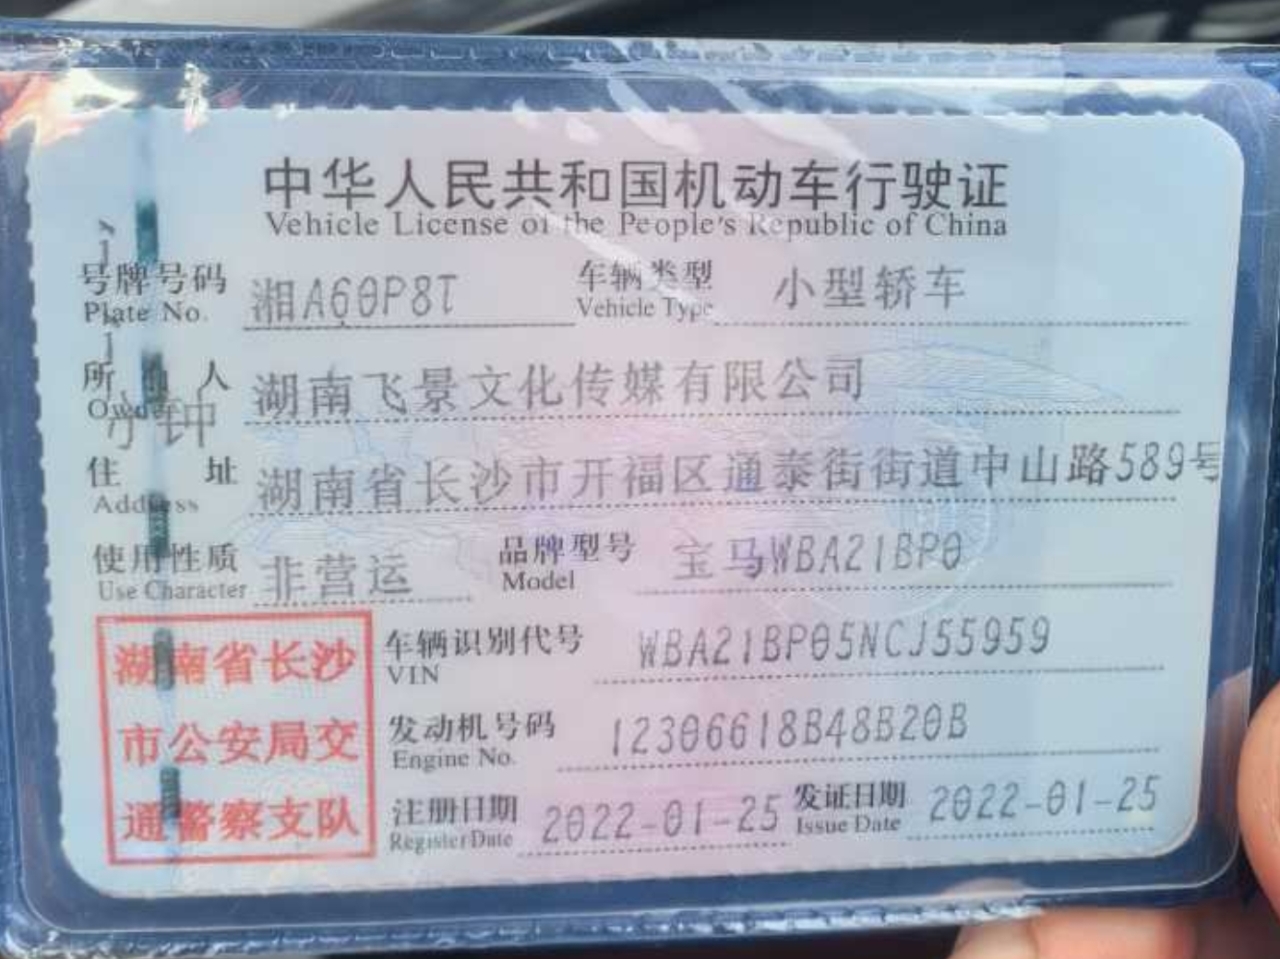 中华人民共和国机动车行驶证
Vehicle License of the People's Republic of China
号牌号码 湘A60P8T 车辆类型 小型轿车
Plate No. Vehicle Type
所有人 湖南飞景文化传媒有限公司
Owner
住址 湖南省长沙市开福区通泰街街道中山路589号
Address
使用性质 非营运 品牌型号 宝马WBA21BP0
Use Character Model
湖南省长沙
市公安局交
通警察支队
车辆识别代号 WBA21BP05NCJ55959
VIN
发动机号码 12306618B48B20B
Engine No.
注册日期 2022-01-25 发证日期 2022-01-25
Register Date Issue Date